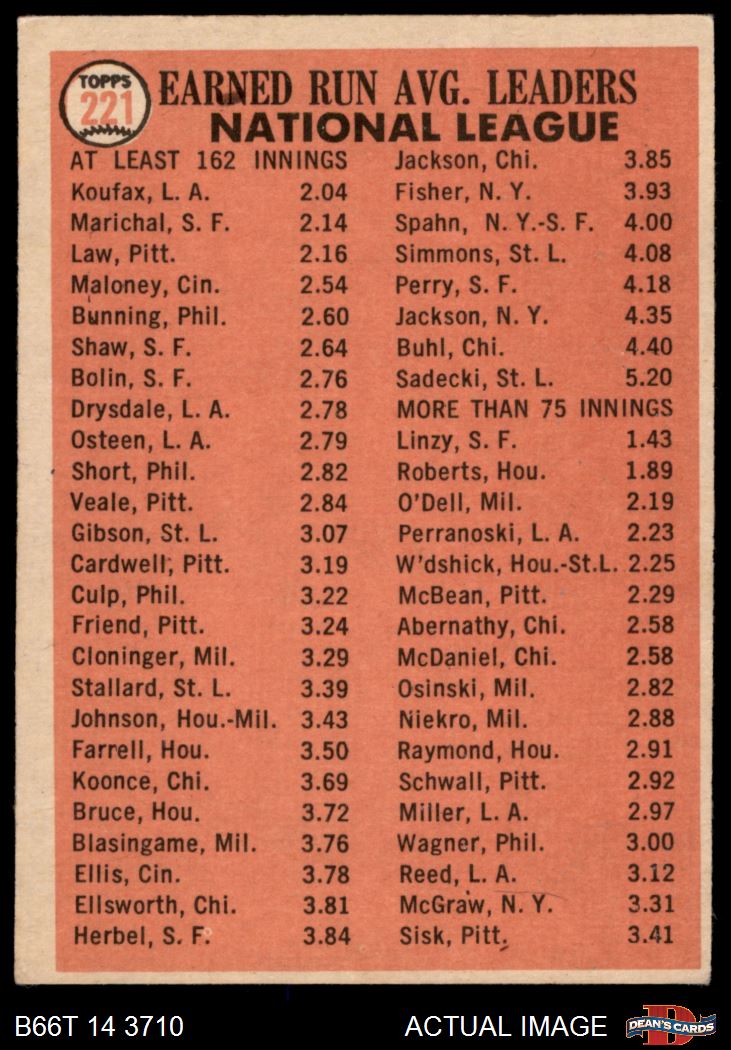 TOPPS
221
EARNED RUN AVG. LEADERS
NATIONAL LEAGUE
AT LEAST 162 INNINGS
Koufax, L. A. 2.04
Marichal, S. F. 2.14
Law, Pitt. 2.16
Maloney, Cin. 2.54
Bunning, Phil. 2.60
Shaw, S. F. 2.64
Bolin, S. F. 2.76
Drysdale, L. A. 2.78
Osteen, L. A. 2.79
Short, Phil. 2.82
Veale, Pitt. 2.84
Gibson, St. L. 3.07
Cardwell, Pitt. 3.19
Culp, Phil. 3.22
Friend, Pitt. 3.24
Cloninger, Mil. 3.29
Stallard, St. L. 3.39
Johnson, Hou.-Mil. 3.43
Farrell, Hou. 3.50
Koonce, Chi. 3.69
Bruce, Hou. 3.72
Blasingame, Mil. 3.76
Ellis, Cin. 3.78
Ellsworth, Chi. 3.81
Herbel, S. F. 3.84
Jackson, Chi. 3.85
Fisher, N. Y. 3.93
Spahn, N. Y.-S. F. 4.00
Simmons, St. L. 4.08
Perry, S. F. 4.18
Jackson, N. Y. 4.35
Buhl, Chi. 4.40
Sadecki, St. L. 5.20
MORE THAN 75 INNINGS
Linzy, S. F. 1.43
Roberts, Hou. 1.89
O'Dell, Mil. 2.19
Perranoski, L. A. 2.23
W'dshick, Hou.-St.L. 2.25
McBean, Pitt. 2.29
Abernathy, Chi. 2.58
McDaniel, Chi. 2.58
Osinski, Mil. 2.82
Niekro, Mil. 2.88
Raymond, Hou. 2.91
Schwall, Pitt. 2.92
Miller, L. A. 2.97
Wagner, Phil. 3.00
Reed, L. A. 3.12
McGraw, N. Y. 3.31
Sisk, Pitt. 3.41
B66T 14 3710
ACTUAL IMAGE
D
DEAN'S CARDS